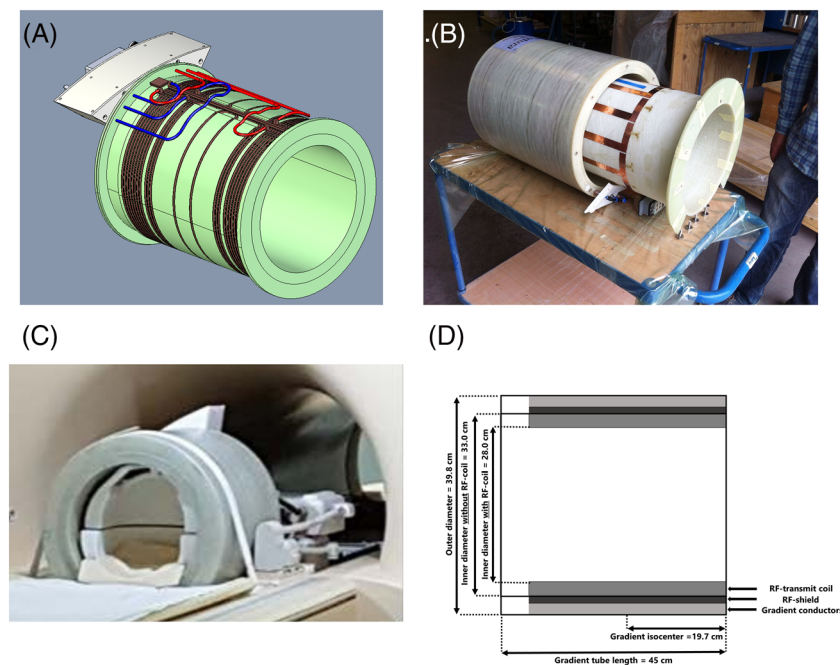 (A)
.(B)
(C)
(D)
Outer diameter = 39.8 cm
Inner diameter without RF-coil = 33.0 cm
Inner diameter with RF-coil = 28.0 cm
RF-transmit coil
RF-shield
Gradient conductors
Gradient isocenter =19.7 cm
Gradient tube length = 45 cm